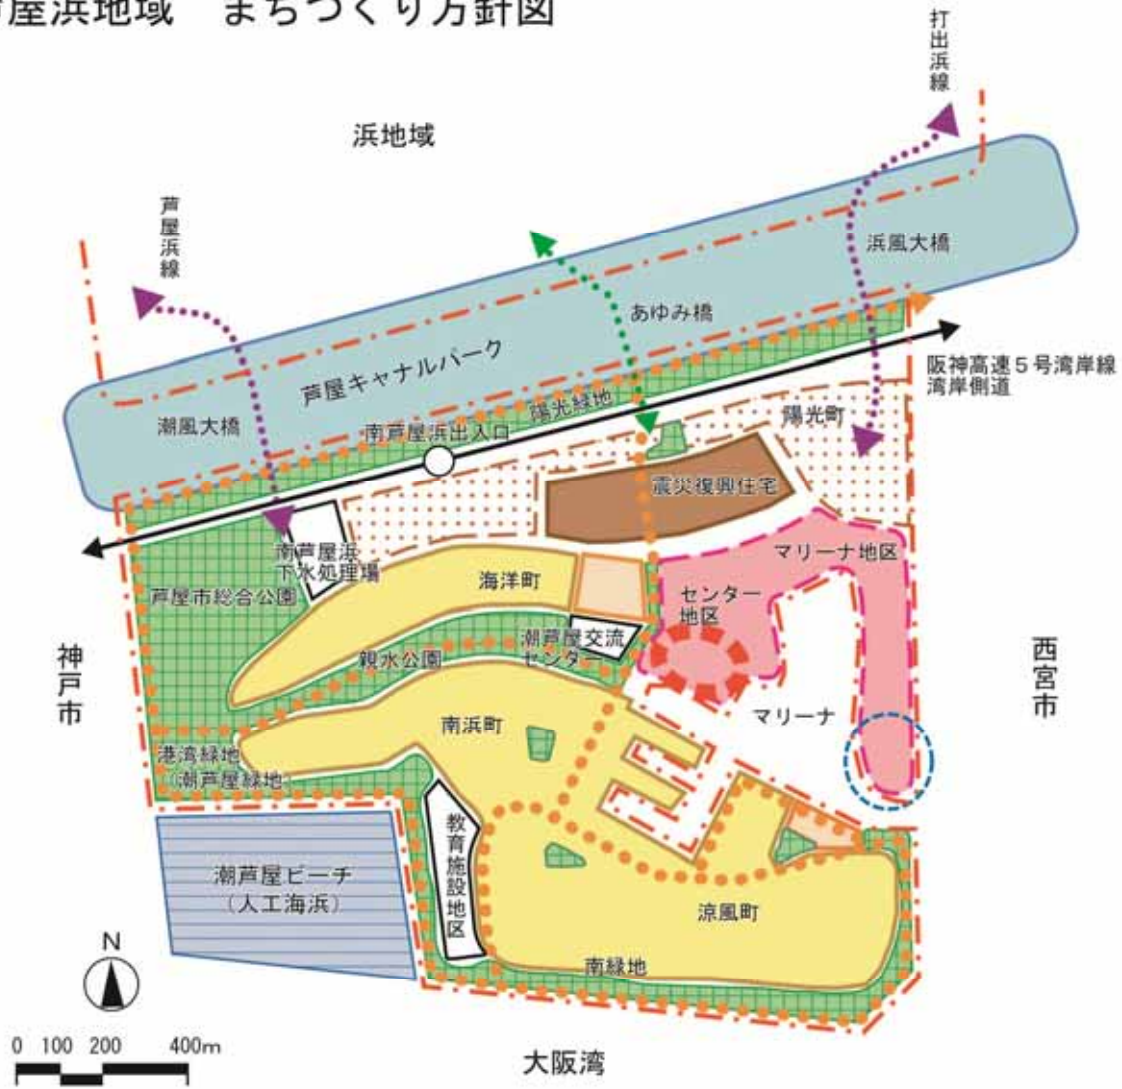 屋浜地域　まちづくり方針図
打出浜線
浜地域
芦屋浜線
浜風大橋
あゆみ橋
芦屋キャナルパーク
阪神高速５号湾岸線
湾岸側道
潮風大橋
陽光緑地
陽光町
南芦屋浜出入口
震災復興住宅
マリーナ地区
南芦屋浜
下水処理場
海洋町
芦屋市総合公園
センター
地区
潮芦屋交流
センター
親水公園
神戸市
西宮市
マリーナ
南浜町
港湾緑地
（潮芦屋緑地）
教育施設地区
潮芦屋ビーチ
（人工海浜）
涼風町
南緑地
N
0 100 200 400m
大阪湾